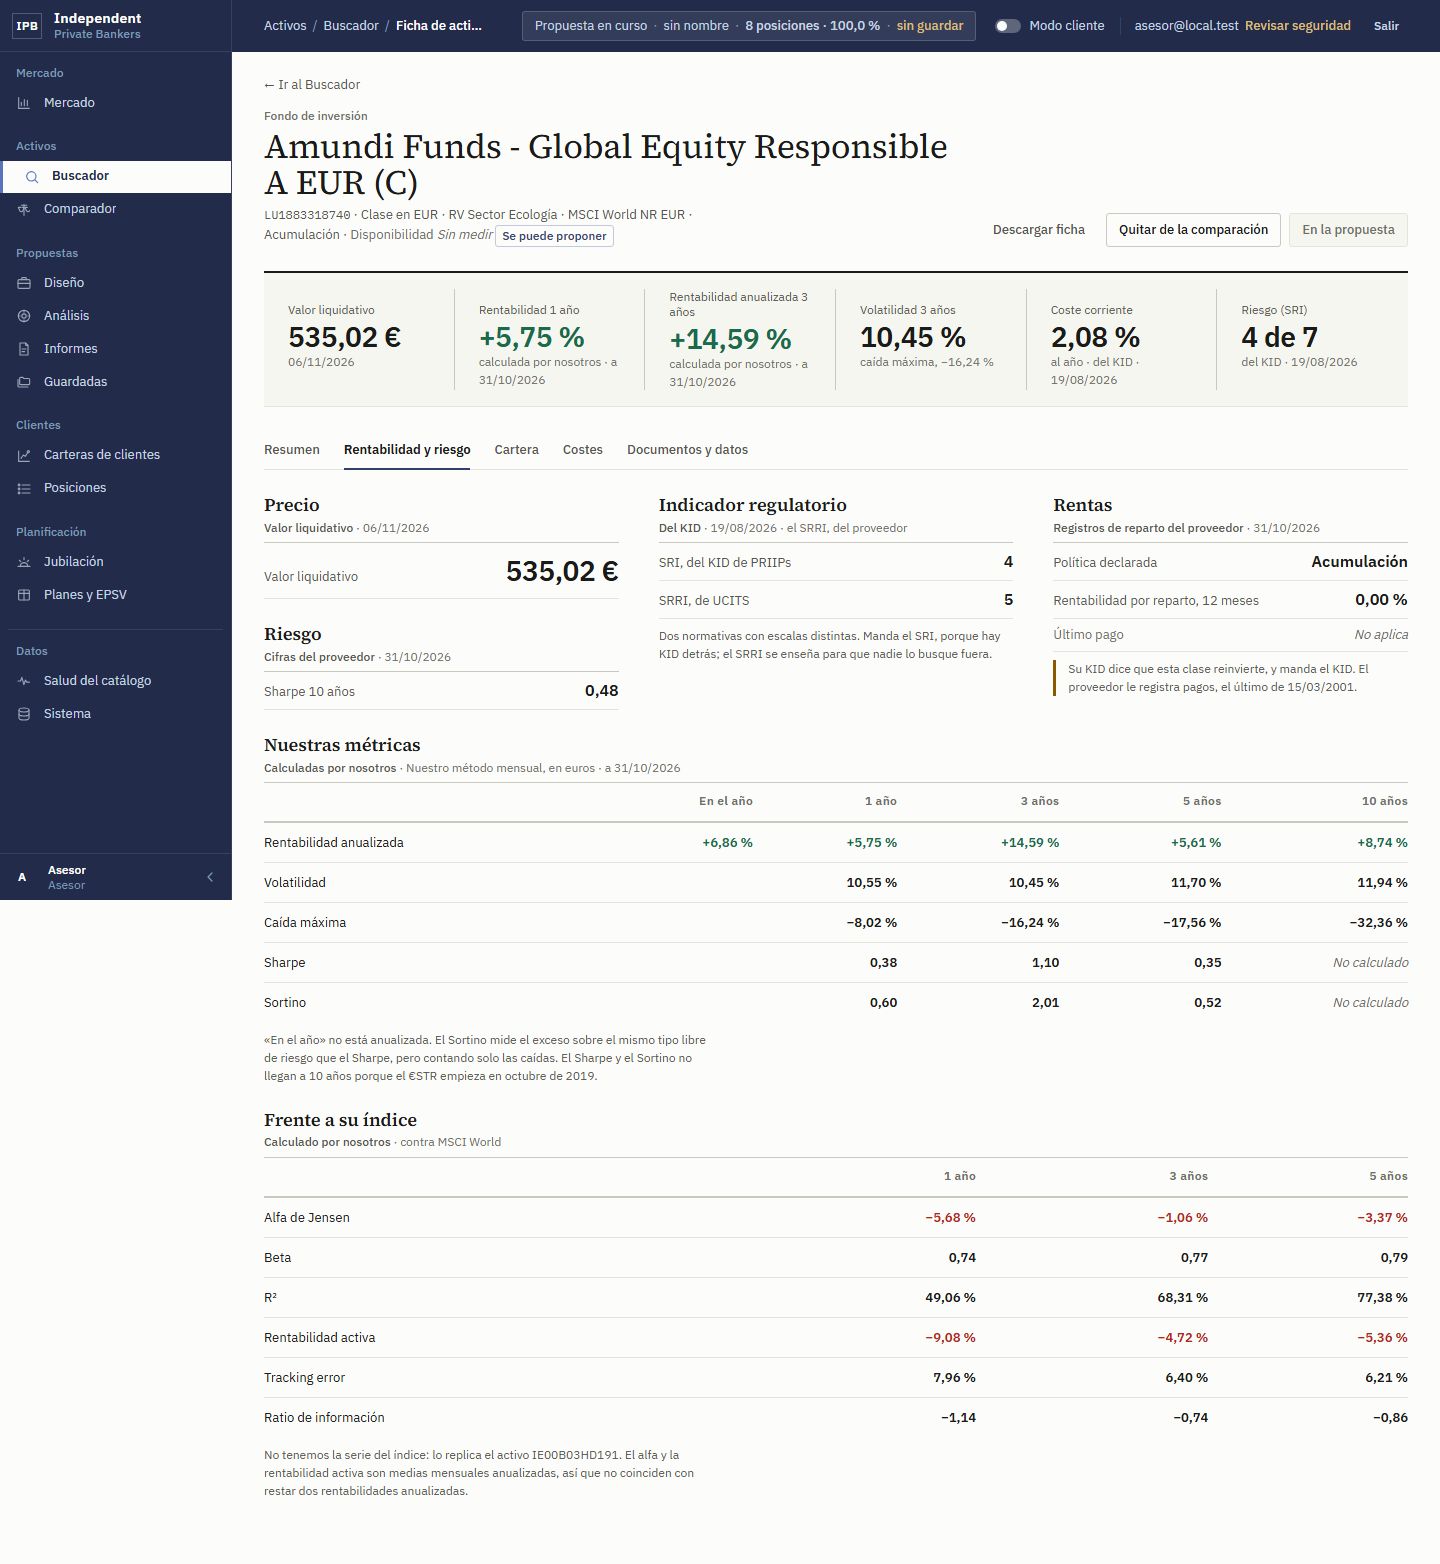 IPB Independent
Private Bankers
Activos / Buscador / Ficha de acti...
Propuesta en curso · sin nombre · 8 posiciones · 100,0 % · sin guardar
Modo cliente
asesor@local.test Revisar seguridad Salir
Mercado
Mercado
Activos
Buscador
Comparador
Propuestas
Diseño
Análisis
Informes
Guardadas
Clientes
Carteras de clientes
Posiciones
Planificación
Jubilación
Planes y EPSV
Datos
Salud del catálogo
Sistema
A Asesor
Asesor
← Ir al Buscador
Fondo de inversión
Amundi Funds - Global Equity Responsible
A EUR (C)
LU1883318740 · Clase en EUR · RV Sector Ecología · MSCI World NR EUR ·
Acumulación · Disponibilidad Sin medir Se puede proponer
Descargar ficha Quitar de la comparación En la propuesta
Valor liquidativo
535,02 €
06/11/2026
Rentabilidad 1 año
+5,75 %
calculada por nosotros · a
31/10/2026
Rentabilidad anualizada 3
años
+14,59 %
calculada por nosotros · a
31/10/2026
Volatilidad 3 años
10,45 %
caída máxima, −16,24 %
Coste corriente
2,08 %
al año · del KID ·
19/08/2026
Riesgo (SRI)
4 de 7
del KID · 19/08/2026
Resumen Rentabilidad y riesgo Cartera Costes Documentos y datos
Precio
Valor liquidativo · 06/11/2026
Valor liquidativo 535,02 €
Riesgo
Cifras del proveedor · 31/10/2026
Sharpe 10 años 0,48
Indicador regulatorio
Del KID · 19/08/2026 · el SRRI, del proveedor
SRI, del KID de PRIIPs 4
SRRI, de UCITS 5
Dos normativas con escalas distintas. Manda el SRI, porque hay
KID detrás; el SRRI se enseña para que nadie lo busque fuera.
Rentas
Registros de reparto del proveedor · 31/10/2026
Política declarada Acumulación
Rentabilidad por reparto, 12 meses 0,00 %
Último pago No aplica
Su KID dice que esta clase reinvierte, y manda el KID. El
proveedor le registra pagos, el último de 15/03/2001.
Nuestras métricas
Calculadas por nosotros · Nuestro método mensual, en euros · a 31/10/2026
En el año 1 año 3 años 5 años 10 años
Rentabilidad anualizada +6,86 % +5,75 % +14,59 % +5,61 % +8,74 %
Volatilidad 10,55 % 10,45 % 11,70 % 11,94 %
Caída máxima −8,02 % −16,24 % −17,56 % −32,36 %
Sharpe 0,38 1,10 0,35 No calculado
Sortino 0,60 2,01 0,52 No calculado
«En el año» no está anualizada. El Sortino mide el exceso sobre el mismo tipo libre
de riesgo que el Sharpe, pero contando solo las caídas. El Sharpe y el Sortino no
llegan a 10 años porque el €STR empieza en octubre de 2019.
Frente a su índice
Calculado por nosotros · contra MSCI World
1 año 3 años 5 años
Alfa de Jensen −5,68 % −1,06 % −3,37 %
Beta 0,74 0,77 0,79
R² 49,06 % 68,31 % 77,38 %
Rentabilidad activa −9,08 % −4,72 % −5,36 %
Tracking error 7,96 % 6,40 % 6,21 %
Ratio de información −1,14 −0,74 −0,86
No tenemos la serie del índice: lo replica el activo IE00B03HD191. El alfa y la
rentabilidad activa son medias mensuales anualizadas, así que no coinciden con
restar dos rentabilidades anualizadas.